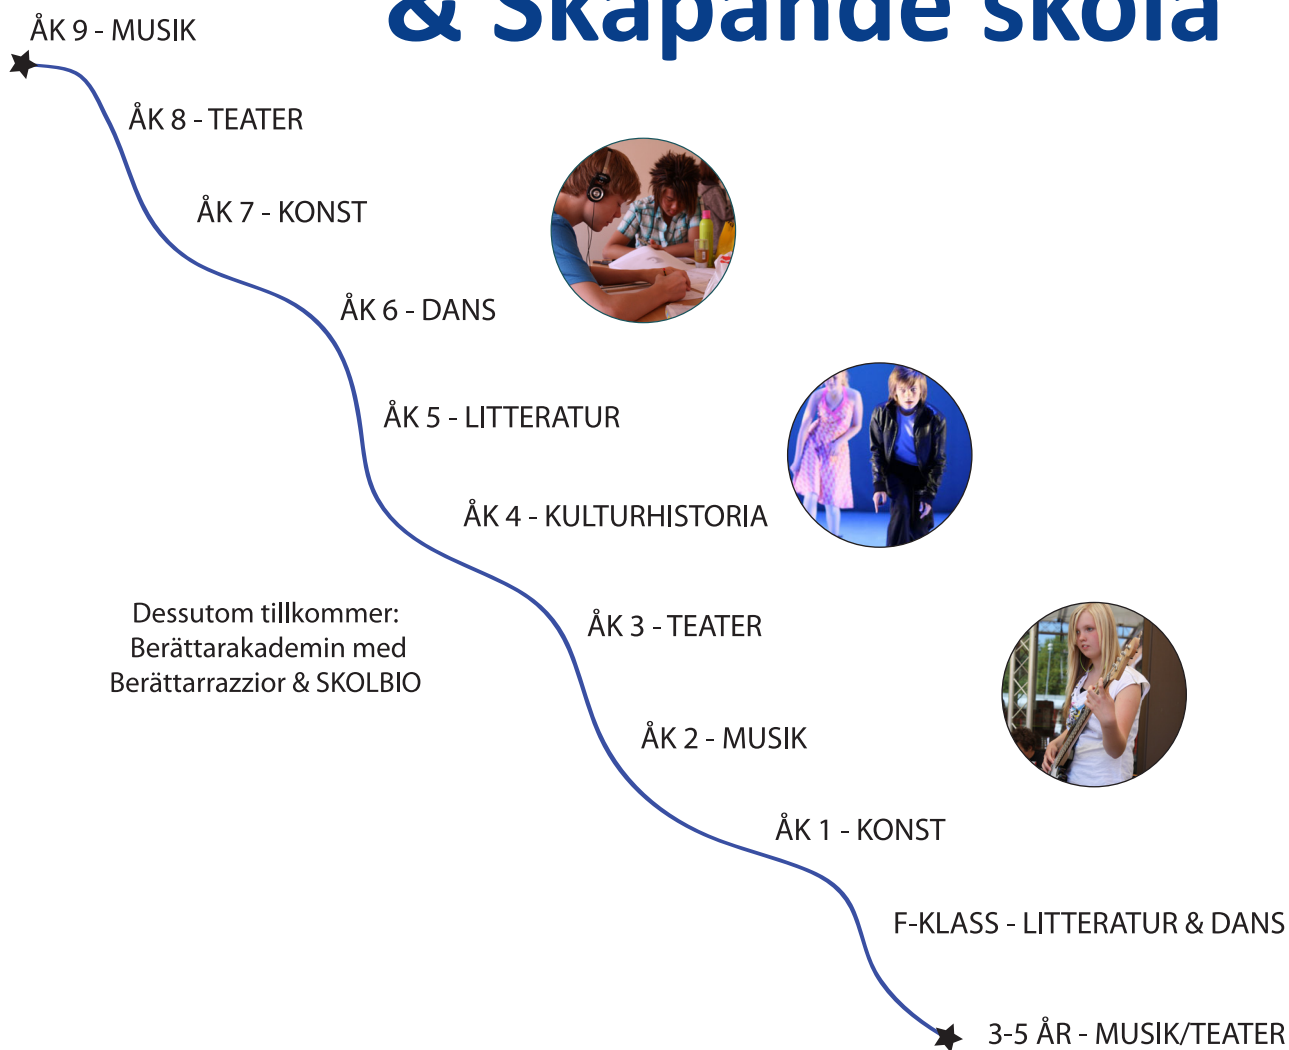 & Skapande skola
ÅK 9 - MUSIK
ÅK 8 - TEATER
ÅK 7 - KONST
ÅK 6 - DANS
ÅK 5 - LITTERATUR
ÅK 4 - KULTURHISTORIA
Dessutom tillkommer:
Berättarakademin med
Berättarrazzior & SKOLBIO
ÅK 3 - TEATER
ÅK 2 - MUSIK
ÅK 1 - KONST
F-KLASS - LITTERATUR & DANS
3-5 ÅR - MUSIK/TEATER